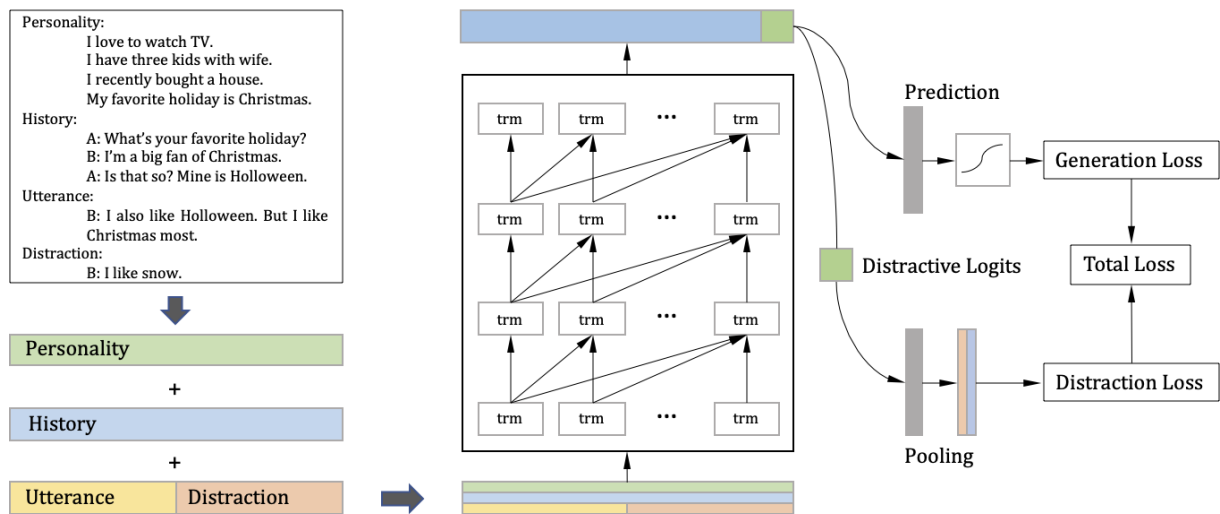 Personality:
I love to watch TV.
I have three kids with wife.
I recently bought a house.
My favorite holiday is Christmas.
History:
A: What's your favorite holiday?
B: I'm a big fan of Christmas.
A: Is that so? Mine is Holloween.
Utterance:
B: I also like Holloween. But I like
Christmas most.
Distraction:
B: I like snow.
Personality
+
History
+
Utterance Distraction
trm trm ... trm
trm trm ... trm
trm trm ... trm
trm trm ... trm
Prediction
Generation Loss
Distractive Logits
Total Loss
Distraction Loss
Pooling